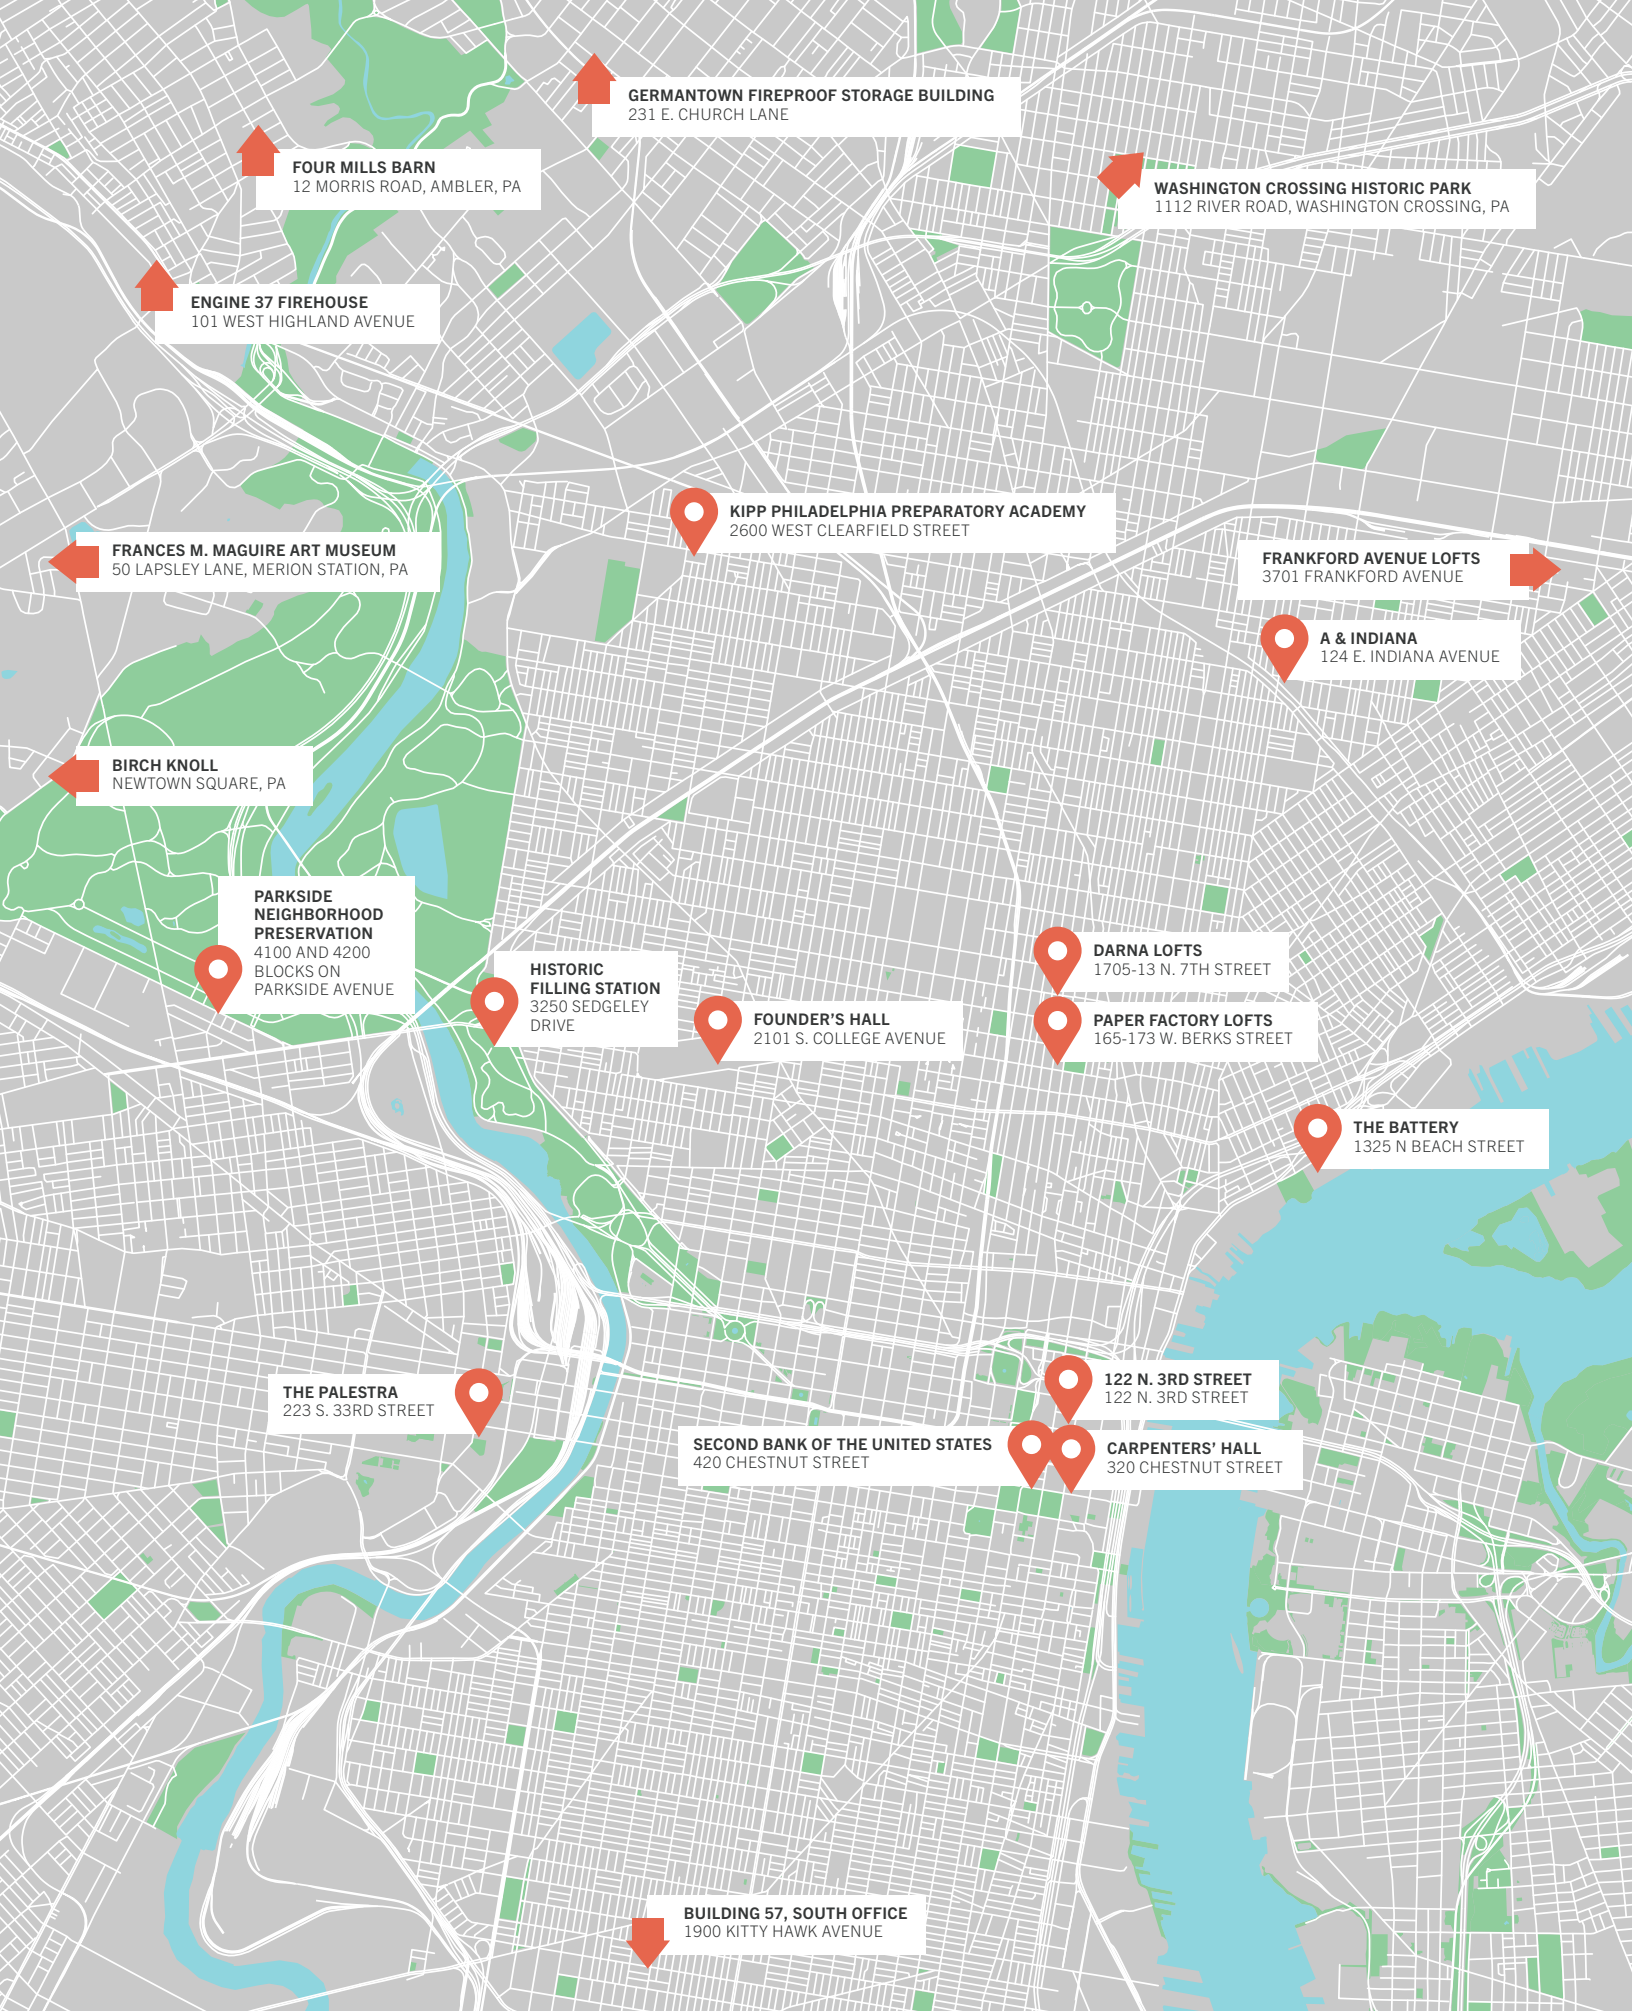 GERMANTOWN FIREPROOF STORAGE BUILDING
231 E. CHURCH LANE
FOUR MILLS BARN
12 MORRIS ROAD, AMBLER, PA
WASHINGTON CROSSING HISTORIC PARK
1112 RIVER ROAD, WASHINGTON CROSSING, PA
ENGINE 37 FIREHOUSE
101 WEST HIGHLAND AVENUE
KIPP PHILADELPHIA PREPARATORY ACADEMY
2600 WEST CLEARFIELD STREET
FRANCES M. MAGUIRE ART MUSEUM
50 LAPSLEY LANE, MERION STATION, PA
FRANKFORD AVENUE LOFTS
3701 FRANKFORD AVENUE
A & INDIANA
124 E. INDIANA AVENUE
BIRCH KNOLL
NEWTOWN SQUARE, PA
PARKSIDE
NEIGHBORHOOD
PRESERVATION
4100 AND 4200
BLOCKS ON
PARKSIDE AVENUE
HISTORIC
FILLING STATION
3250 SEDGELEY
DRIVE
FOUNDER’S HALL
2101 S. COLLEGE AVENUE
DARNA LOFTS
1705-13 N. 7TH STREET
PAPER FACTORY LOFTS
165-173 W. BERKS STREET
THE BATTERY
1325 N BEACH STREET
THE PALESTRA
223 S. 33RD STREET
122 N. 3RD STREET
122 N. 3RD STREET
SECOND BANK OF THE UNITED STATES
420 CHESTNUT STREET
CARPENTERS’ HALL
320 CHESTNUT STREET
BUILDING 57, SOUTH OFFICE
1900 KITTY HAWK AVENUE